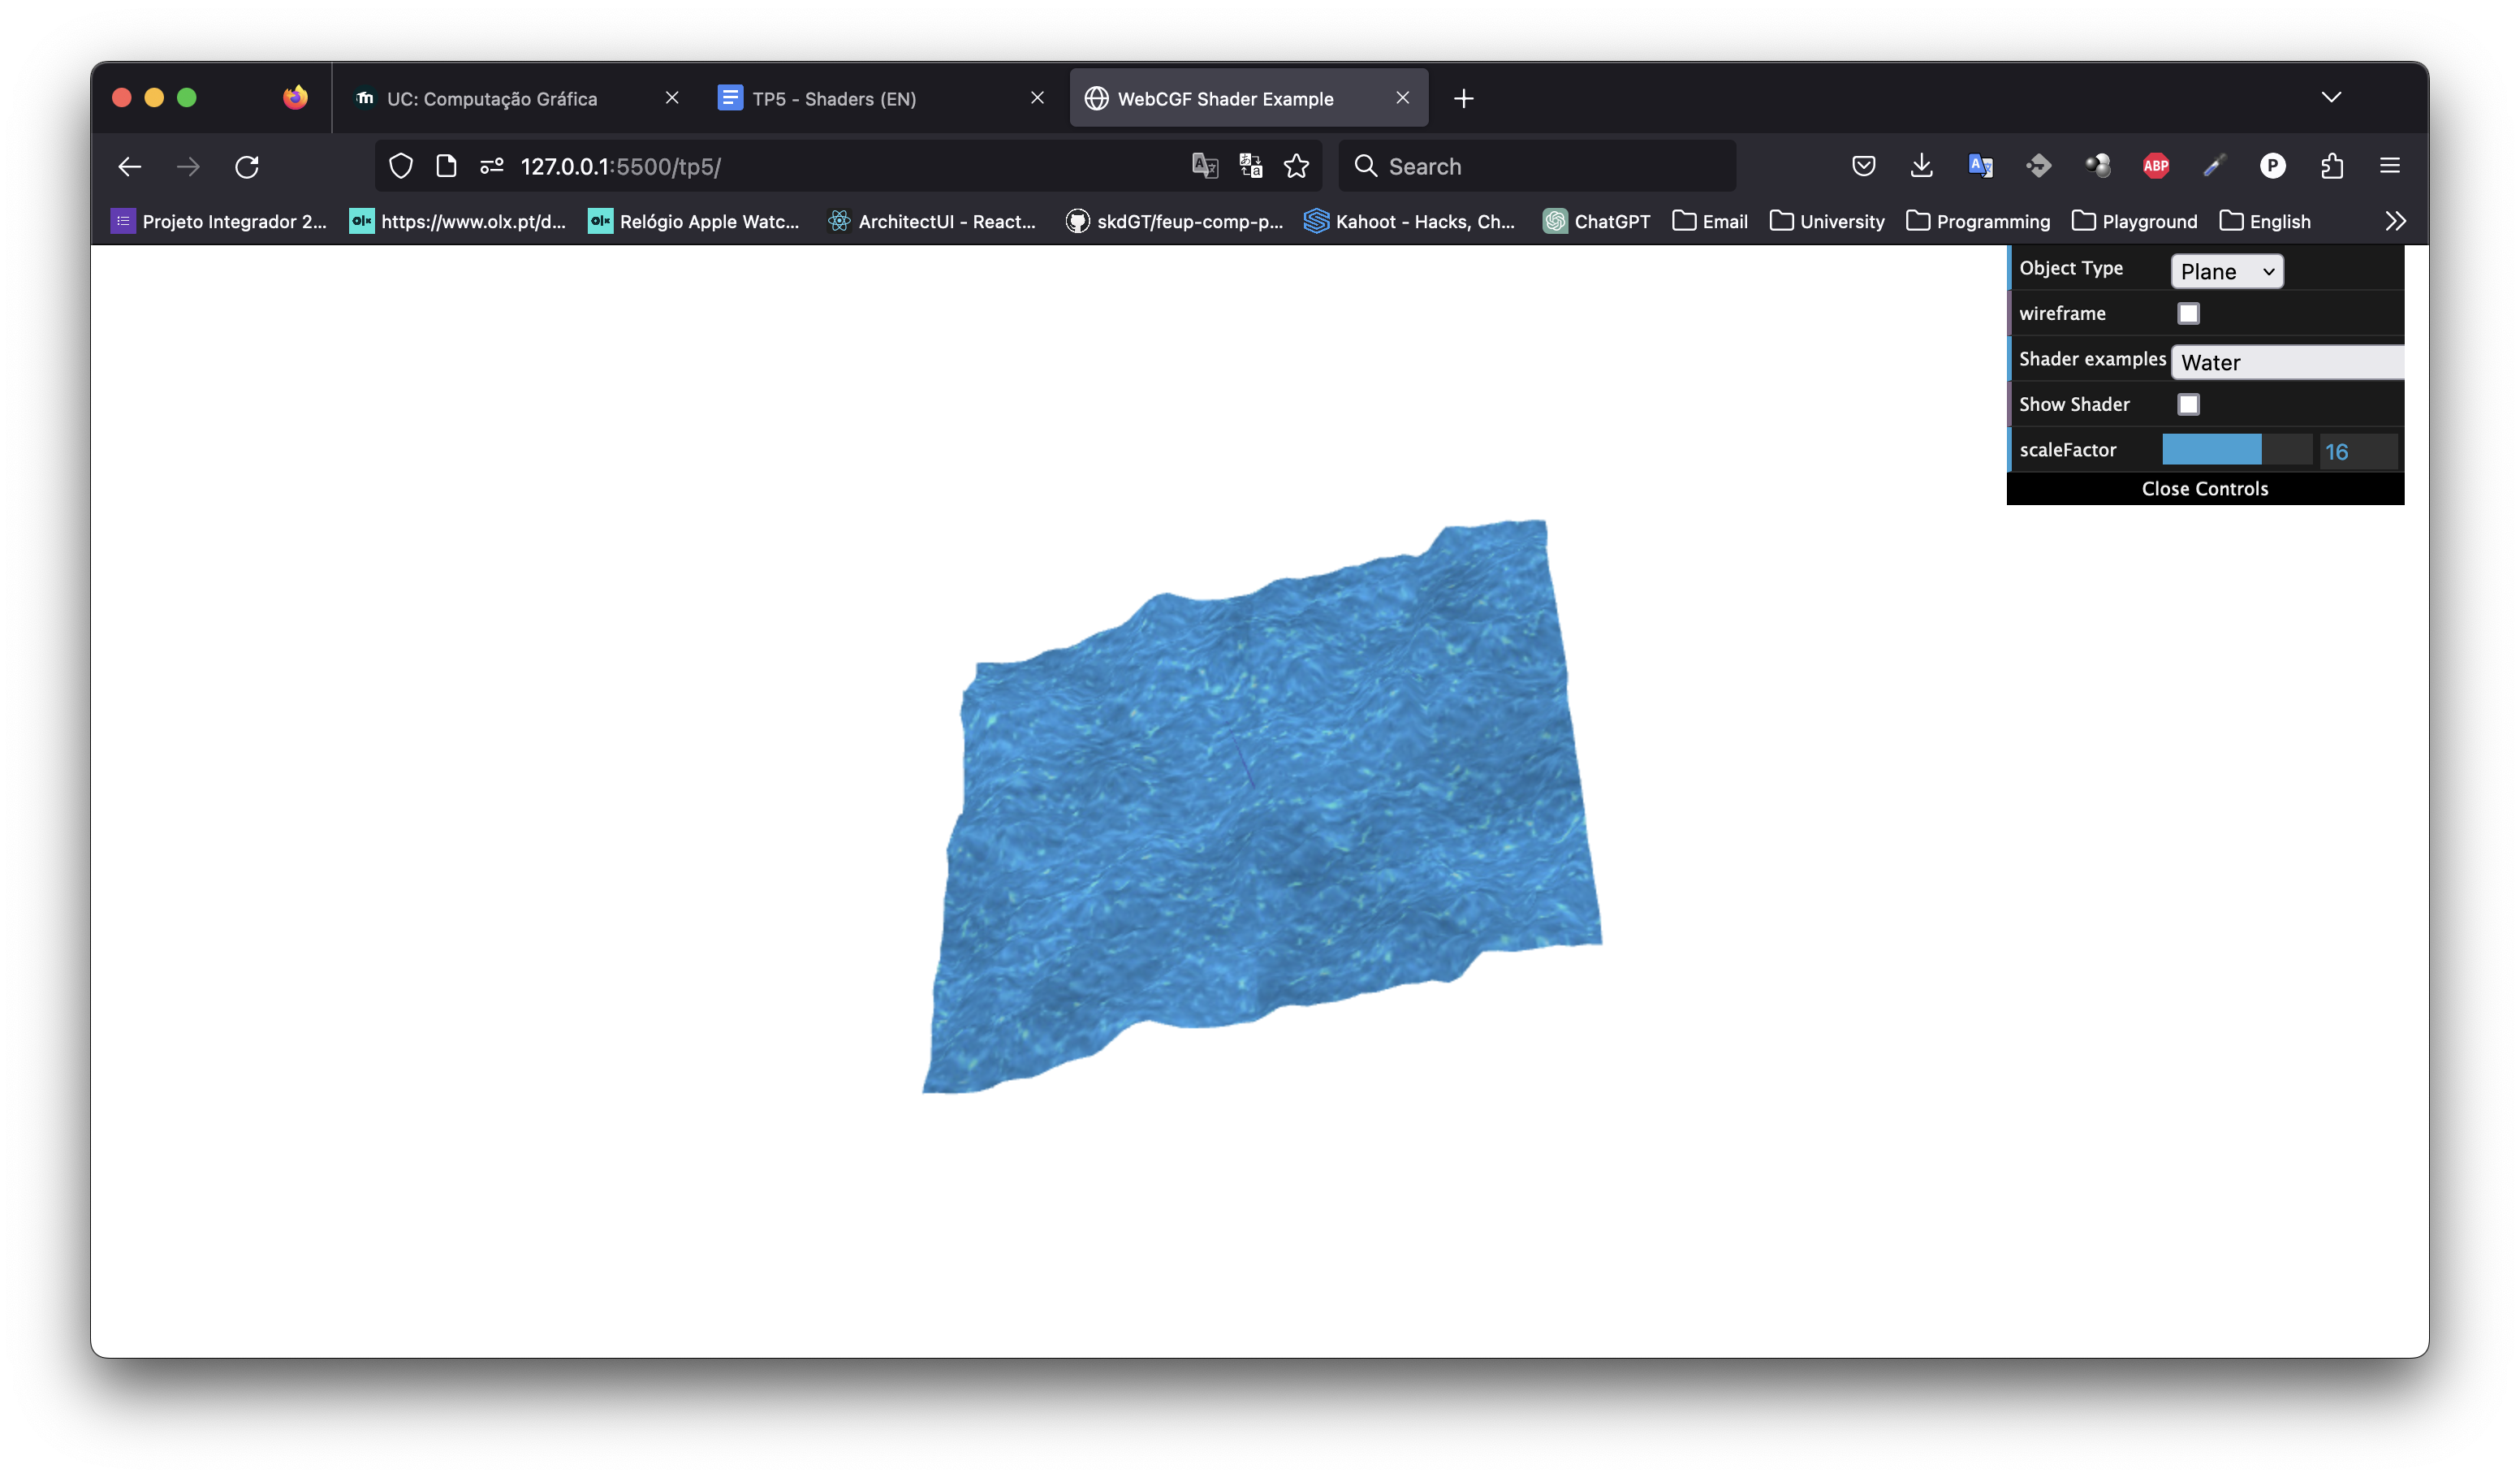 UC: Computação Gráfica
TP5 - Shaders (EN)
WebCGF Shader Example
127.0.0.1:5500/tp5/
Search
ABP
P
Projeto Integrador 2...
https://www.olx.pt/d...
Relógio Apple Watc...
ArchitectUI - React...
skdGT/feup-comp-p...
Kahoot - Hacks, Ch...
ChatGPT
Email
University
Programming
Playground
English
Object Type Plane
wireframe
Shader examples Water
Show Shader
scaleFactor 16
Close Controls